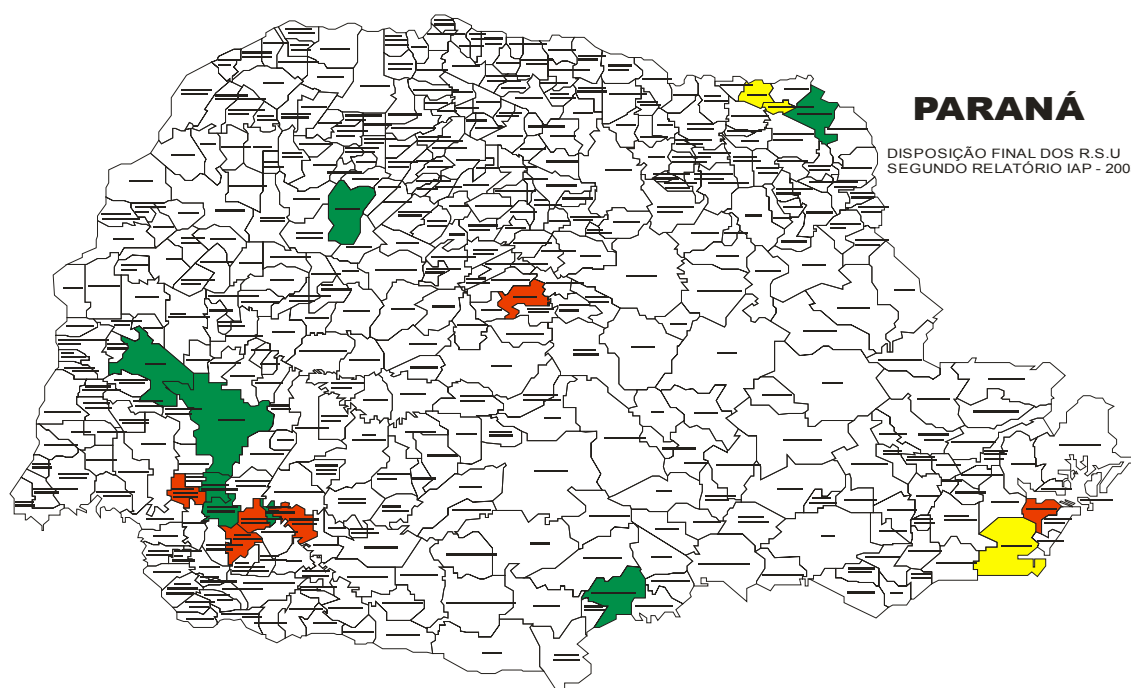 PARANÁ
DISPOSIÇÃO FINAL DOS R.S.U
SEGUNDO RELATÓRIO IAP - 200